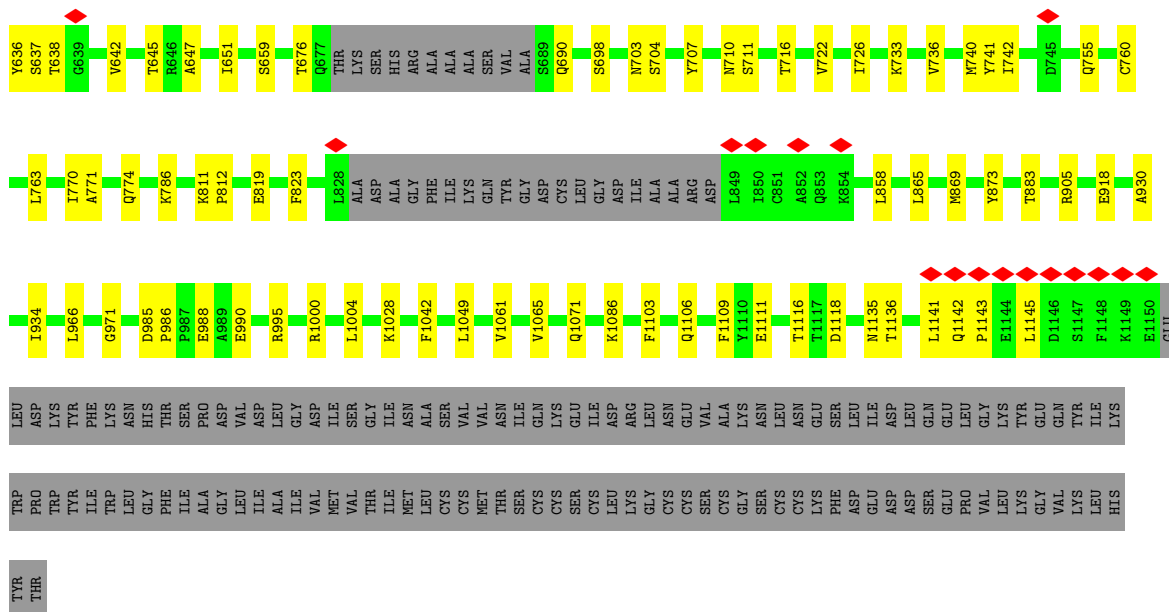 Y636 S637 T638 G639 V642 T645 R646 A647 I651 S659 T676 Q677 THR LYS SER HIS ARG ALA ALA ALA SER VAL ALA S689 Q690 S698 N703 S704 Y707 N710 S711 T716 V722 I726 K733 V736 M740 Y741 I742 D745 Q755 C760
L763 I770 A771 Q774 K786 K811 P812 E819 F823 L828 ALA ASP ALA GLY PHE ILE LYS GLN TYR GLY ASP CYS LEU GLY ASP ILE ALA ALA ARG ASP L849 I850 C851 A852 Q853 K854 L858 L865 M869 Y873 T883 R905 E918 A930
I934 L966 G971 D985 P986 P987 E988 A989 E990 R995 R1000 L1004 K1028 F1042 L1049 V1061 V1065 Q1071 K1086 F1103 Q1106 F1109 Y1110 E1111 T1116 T1117 D1118 N1135 T1136 L1141 Q1142 P1143 E1144 L1145 D1146 S1147 F1148 K1149 E1150 GLU
LEU ASP LYS TYR PHE LYS ASN HIS THR SER PRO ASP VAL ASP LEU GLY ASP ILE SER GLY ILE ASN ALA SER VAL VAL ASN ILE GLN LYS GLU ILE ASP ARG LEU ASN GLU VAL ALA LYS ASN LEU ASN GLU SER LEU ILE ASP LEU GLN GLU LEU GLY LYS TYR GLU GLN TYR ILE LYS
TRP PRO TRP TYR ILE TRP LEU GLY PHE ILE ALA GLY LEU ILE ALA ILE VAL MET VAL THR ILE MET LEU CYS CYS MET THR SER CYS CYS SER CYS LEU LYS GLY CYS CYS SER CYS GLY SER CYS CYS LYS PHE ASP GLU ASP ASP SER GLU PRO VAL LEU LYS GLY VAL LYS LEU HIS
TYR THR